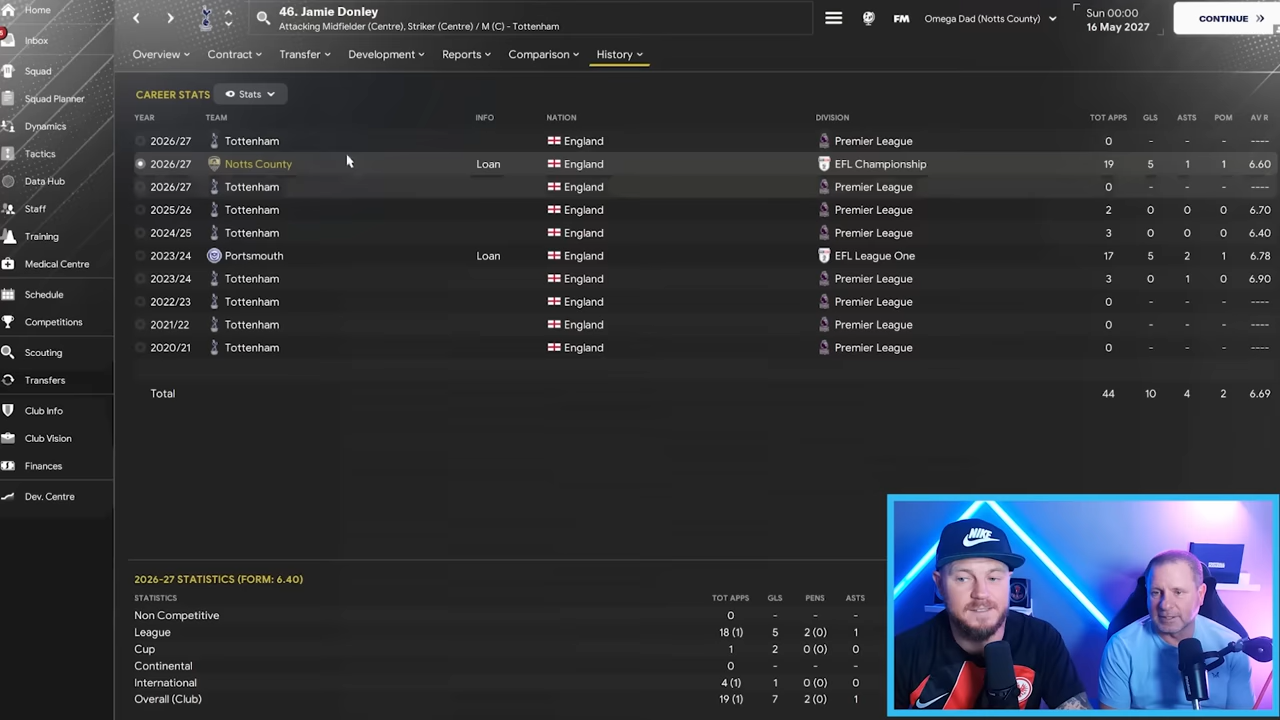 Home
Inbox
Squad
Squad Planner
Dynamics
Tactics
Data Hub
Staff
Training
Medical Centre
Schedule
Competitions
Scouting
Transfers
Club Info
Club Vision
Finances
Dev. Centre
46. Jamie Donley
Attacking Midfielder (Centre), Striker (Centre) / M (C) - Tottenham
FM
Omega Dad (Notts County)
Sun 00:00
16 May 2027
CONTINUE
Overview Contract Transfer Development Reports Comparison History
CAREER STATS Stats
YEAR TEAM INFO NATION DIVISION TOT APPS GLS ASTS POM AV R
2026/27 Tottenham England Premier League 0 - - - ----
2026/27 Notts County Loan England EFL Championship 19 5 1 1 6.60
2026/27 Tottenham England Premier League 0 - - - ----
2025/26 Tottenham England Premier League 2 0 0 0 6.70
2024/25 Tottenham England Premier League 3 0 0 0 6.40
2023/24 Portsmouth Loan England EFL League One 17 5 2 1 6.78
2023/24 Tottenham England Premier League 3 0 1 0 6.90
2022/23 Tottenham England Premier League 0 - - - ----
2021/22 Tottenham England Premier League 0 - - - ----
2020/21 Tottenham England Premier League 0 - - - ----
Total 44 10 4 2 6.69
2026-27 STATISTICS (FORM: 6.40)
STATISTICS TOT APPS GLS PENS ASTS
Non Competitive 0 - - -
League 18 (1) 5 2 (0) 1
Cup 1 2 0 (0) 0
Continental 0 - - -
International 4 (1) 1 0 (0) 0
Overall (Club) 19 (1) 7 2 (0) 1
NIKE